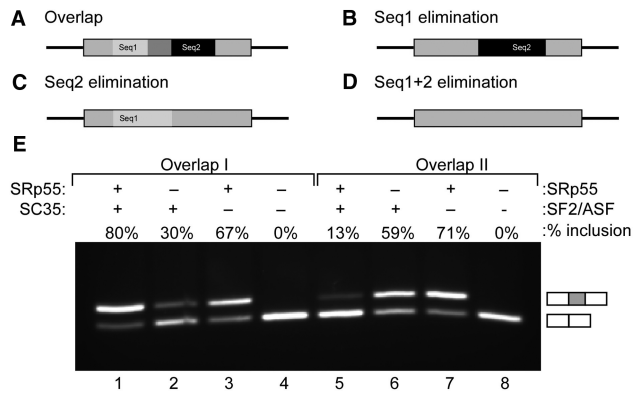 A Overlap
Seq1 Seq2
B Seq1 elimination
Seq2
C Seq2 elimination
Seq1
D Seq1+2 elimination
E
Overlap I Overlap II
SRp55: + – + – + – + – :SRp55
SC35: + + – – + + – - :SF2/ASF
80% 30% 67% 0% 13% 59% 71% 0% :% inclusion
1 2 3 4 5 6 7 8